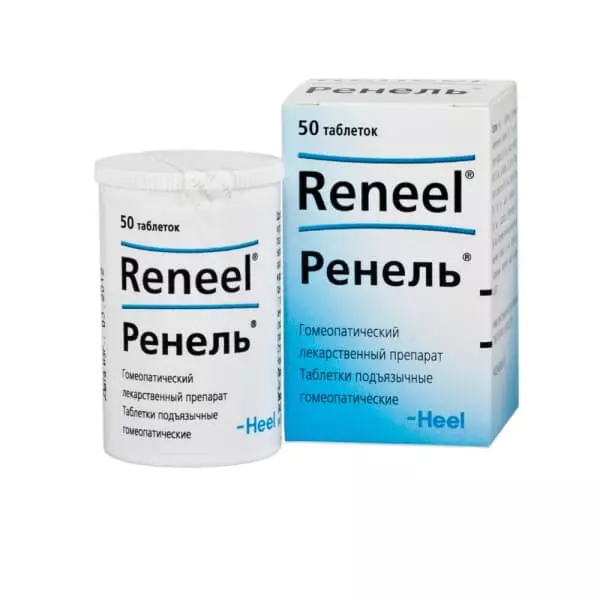 50 таблеток
Reneel®
Ренель®
Гомеопатический
лекарственный препарат
Таблетки подъязычные
гомеопатические
-Heel
50 таблеток
Reneel®
Ренель®
Гомеопатический
лекарственный препарат
Таблетки подъязычные
гомеопатические
-Heel